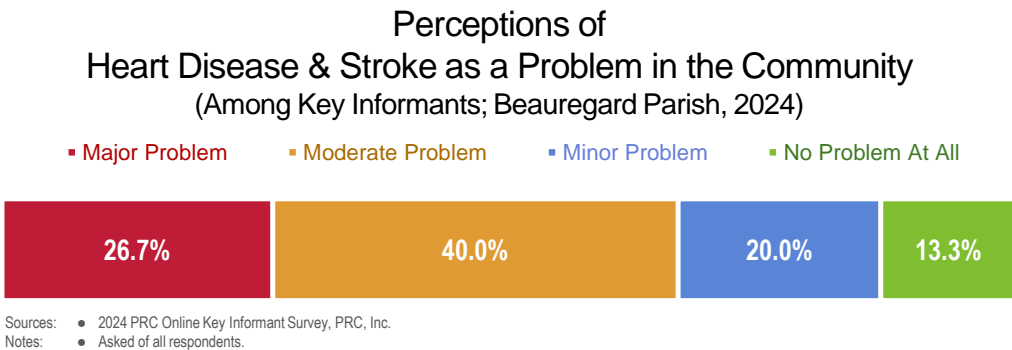 Perceptions of
Heart Disease & Stroke as a Problem in the Community
(Among Key Informants; Beauregard Parish, 2024)
▪ Major Problem ▪ Moderate Problem ▪ Minor Problem ▪ No Problem At All
26.7% 40.0% 20.0% 13.3%
Sources: ● 2024 PRC Online Key Informant Survey, PRC, Inc.
Notes: ● Asked of all respondents.